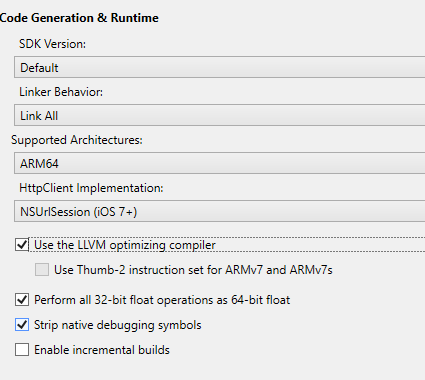 Code Generation & Runtime
SDK Version:
Default
Linker Behavior:
Link All
Supported Architectures:
ARM64
HttpClient Implementation:
NSUrlSession (iOS 7+)
Use the LLVM optimizing compiler
Use Thumb-2 instruction set for ARMv7 and ARMv7s
Perform all 32-bit float operations as 64-bit float
Strip native debugging symbols
Enable incremental builds